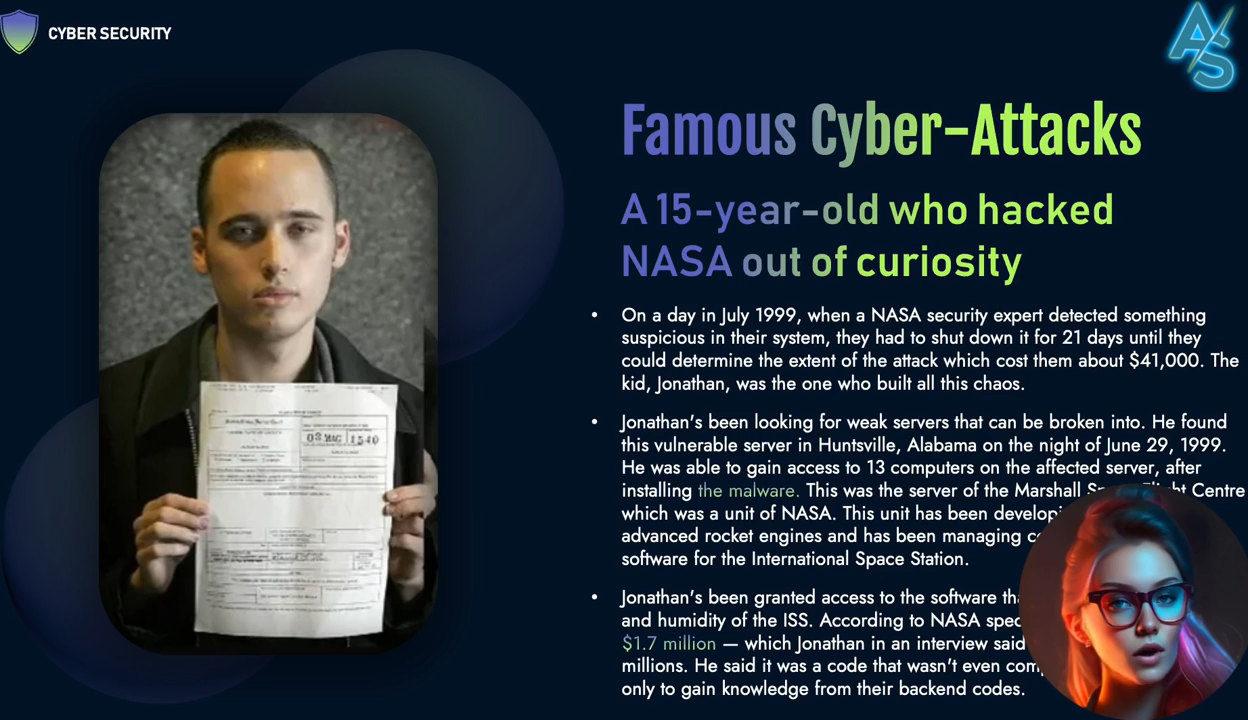 CYBER SECURITY
AS
Famous Cyber-Attacks
A 15-year-old who hacked
NASA out of curiosity
• On a day in July 1999, when a NASA security expert detected something
suspicious in their system, they had to shut down it for 21 days until they
could determine the extent of the attack which cost them about $41,000. The
kid, Jonathan, was the one who built all this chaos.
• Jonathan's been looking for weak servers that can be broken into. He found
this vulnerable server in Huntsville, Alabama on the night of June 29, 1999.
He was able to gain access to 13 computers on the affected server, after
installing the malware. This was the server of the Marshall Space Flight Centre
which was a unit of NASA. This unit has been
advanced rocket engines and has been managing
software for the International Space Station.
• Jonathan's been granted access to the software
and humidity of the ISS. According to NASA
$1.7 million — which Jonathan in an interview said
millions. He said it was a code that wasn't even
only to gain knowledge from their backend codes.
03 MAG 1540